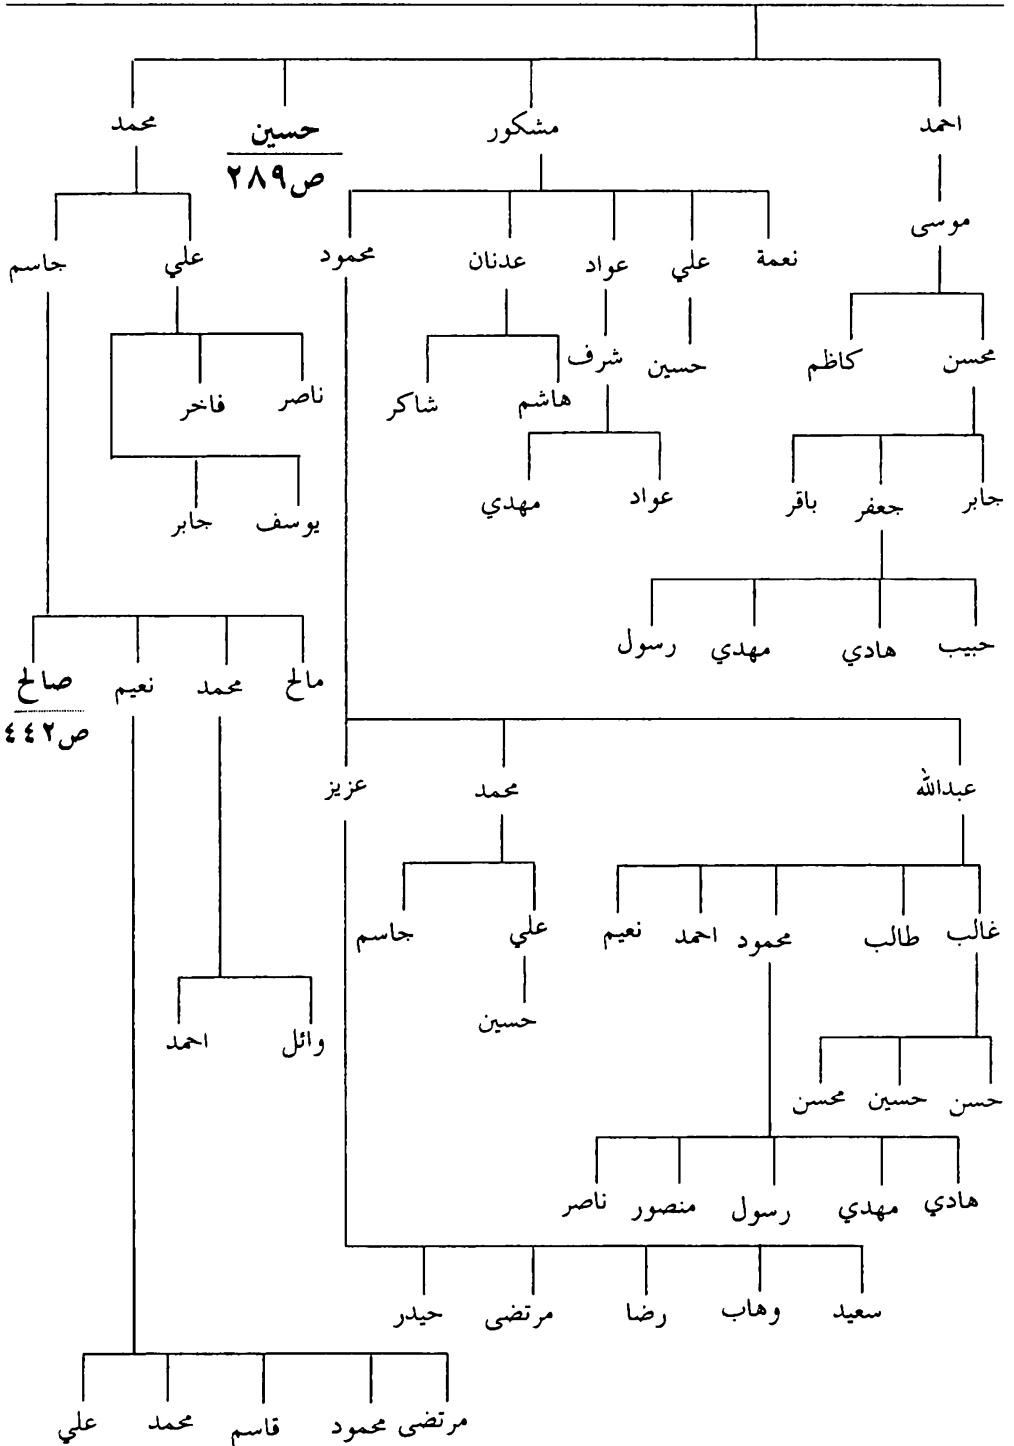 احمد مشكور حسين محمد
ص٢٨٩
موسى
نعمة علي عواد عدنان محمود علي جاسم
محسن كاظم حسين شرف هاشم شاكر ناصر فاخر
جابر جعفر باقر عواد مهدي يوسف جابر
حبيب هادي مهدي رسول
مالح محمد نعيم صالح
ص٤٤٢
عبدالله محمد عزيز
غالب طالب محمود احمد نعيم علي جاسم
حسين وائل احمد
حسن حسين محسن
هادي مهدي رسول منصور ناصر
سعيد وهاب رضا مرتضى حيدر
مرتضى محمود قاسم محمد علي